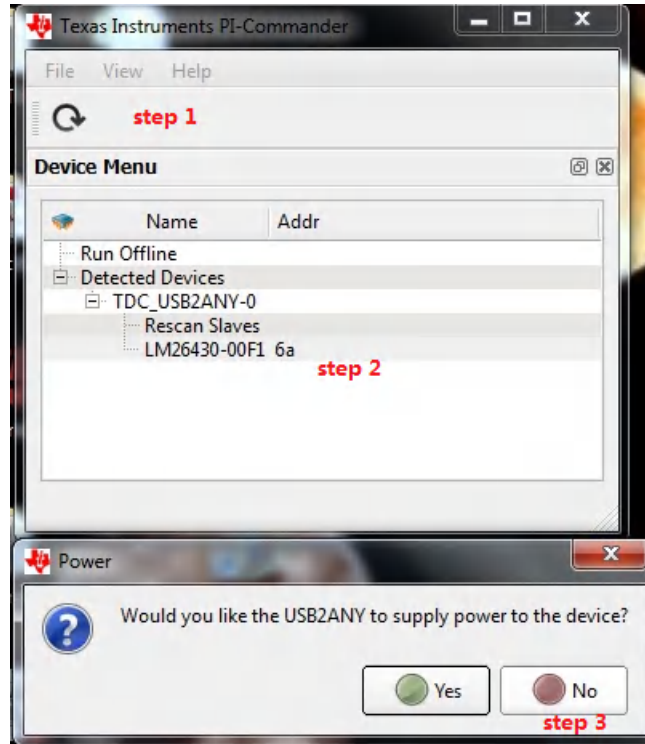 Texas Instruments PI-Commander
File View Help
step 1
Device Menu
Name Addr
Run Offline
Detected Devices
TDC_USB2ANY-0
Rescan Slaves
LM26430-00F1 6a
step 2
Power
Would you like the USB2ANY to supply power to the device?
Yes No
step 3